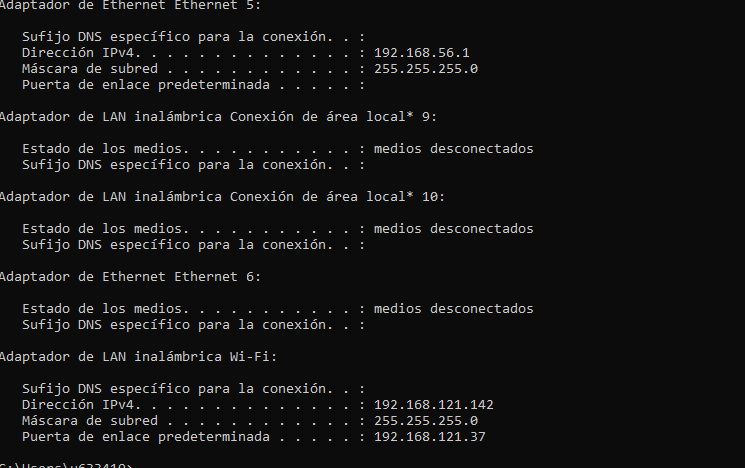 Adaptador de Ethernet Ethernet 5:
Sufijo DNS específico para la conexión. . :
Dirección IPv4. . . . . . . . . . . . . . : 192.168.56.1
Máscara de subred . . . . . . . . . . . . : 255.255.255.0
Puerta de enlace predeterminada . . . . . :
Adaptador de LAN inalámbrica Conexión de área local* 9:
Estado de los medios. . . . . . . . . . . : medios desconectados
Sufijo DNS específico para la conexión. . :
Adaptador de LAN inalámbrica Conexión de área local* 10:
Estado de los medios. . . . . . . . . . . : medios desconectados
Sufijo DNS específico para la conexión. . :
Adaptador de Ethernet Ethernet 6:
Estado de los medios. . . . . . . . . . . : medios desconectados
Sufijo DNS específico para la conexión. . :
Adaptador de LAN inalámbrica Wi-Fi:
Sufijo DNS específico para la conexión. . :
Dirección IPv4. . . . . . . . . . . . . . : 192.168.121.142
Máscara de subred . . . . . . . . . . . . : 255.255.255.0
Puerta de enlace predeterminada . . . . . : 192.168.121.37